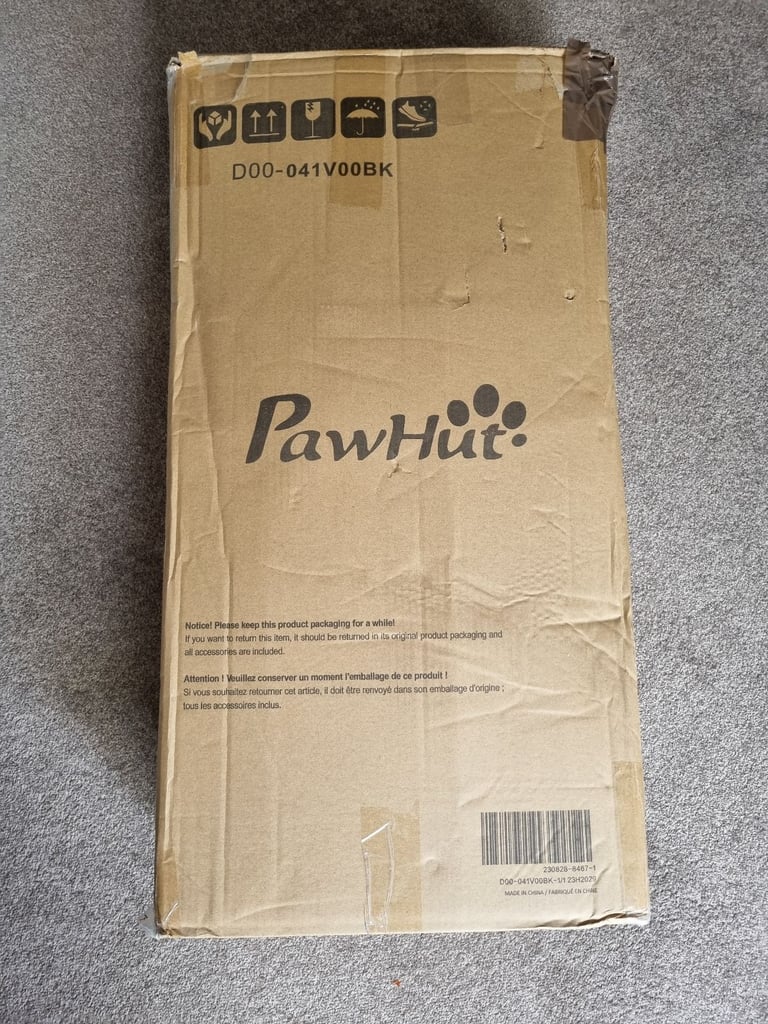 D00-041V00BK
PawHut
Notice! Please keep this product packaging for a while!
If you want to return this item, it should be returned in its original product packaging and
all accessories are included.
Attention ! Veuillez conserver un moment l'emballage de ce produit !
Si vous souhaitez retourner cet article, il doit être renvoyé dans son emballage d'origine ;
tous les accessoires inclus.
230828-8467-1
D00-041V00BK-1/1 23H2029
MADE IN CHINA / FABRIQUÉ EN CHINE